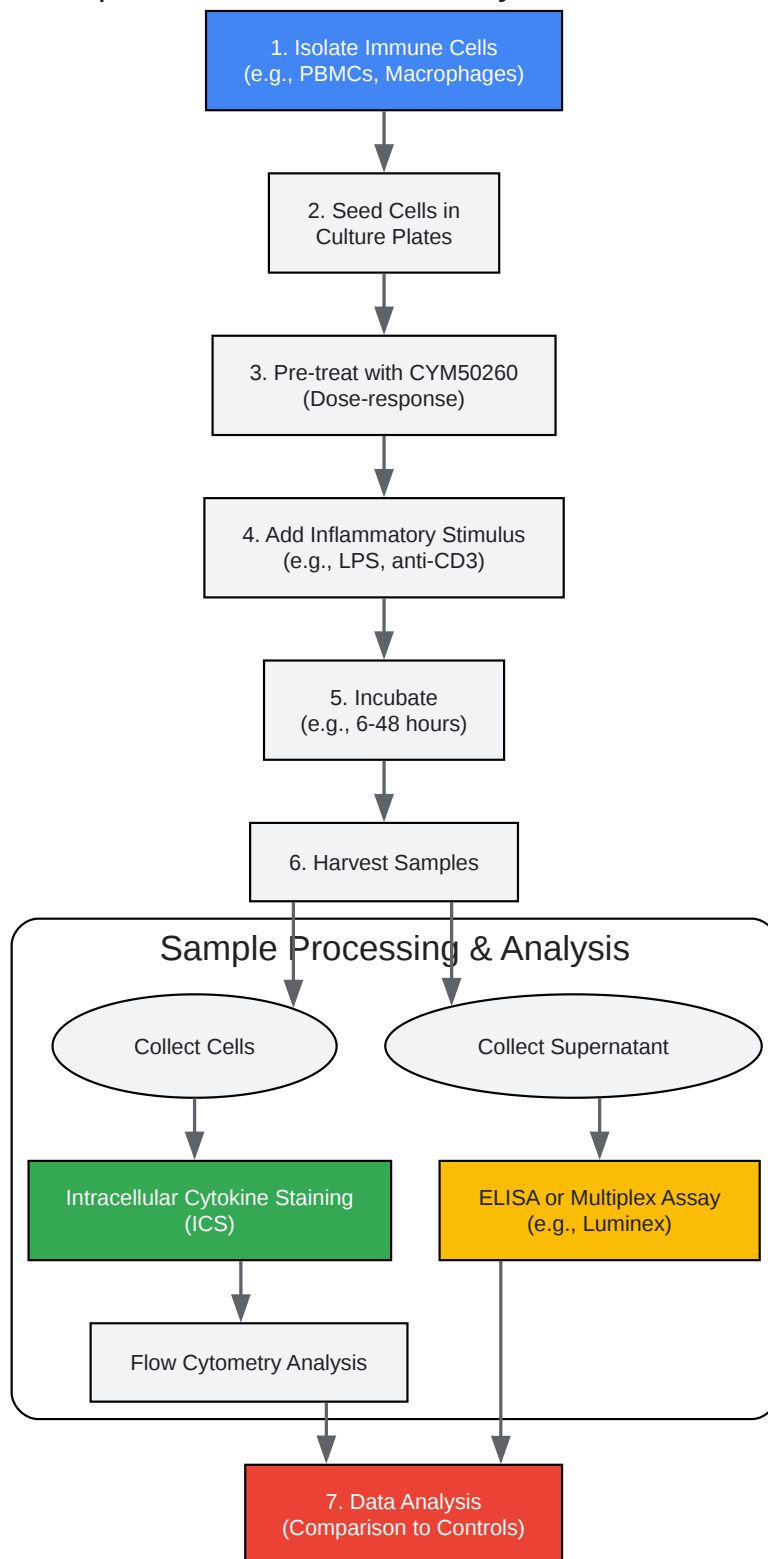 1. Isolate Immune Cells
(e.g., PBMCs, Macrophages)
2. Seed Cells in
Culture Plates
3. Pre-treat with CYM50260
(Dose-response)
4. Add Inflammatory Stimulus
(e.g., LPS, anti-CD3)
5. Incubate
(e.g., 6-48 hours)
6. Harvest Samples
Sample Processing & Analysis
Collect Cells
Collect Supernatant
Intracellular Cytokine Staining
(ICS)
ELISA or Multiplex Assay
(e.g., Luminex)
Flow Cytometry Analysis
7. Data Analysis
(Comparison to Controls)